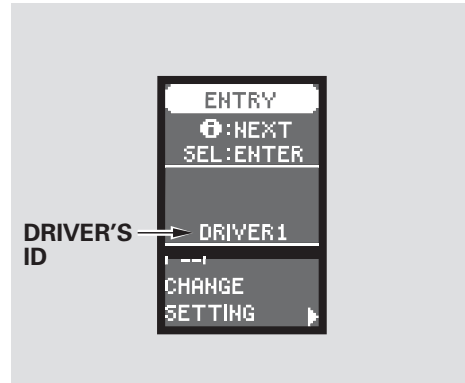 ENTRY
i:NEXT
SEL:ENTER
DRIVER'S
ID
DRIVER1
CHANGE
SETTING